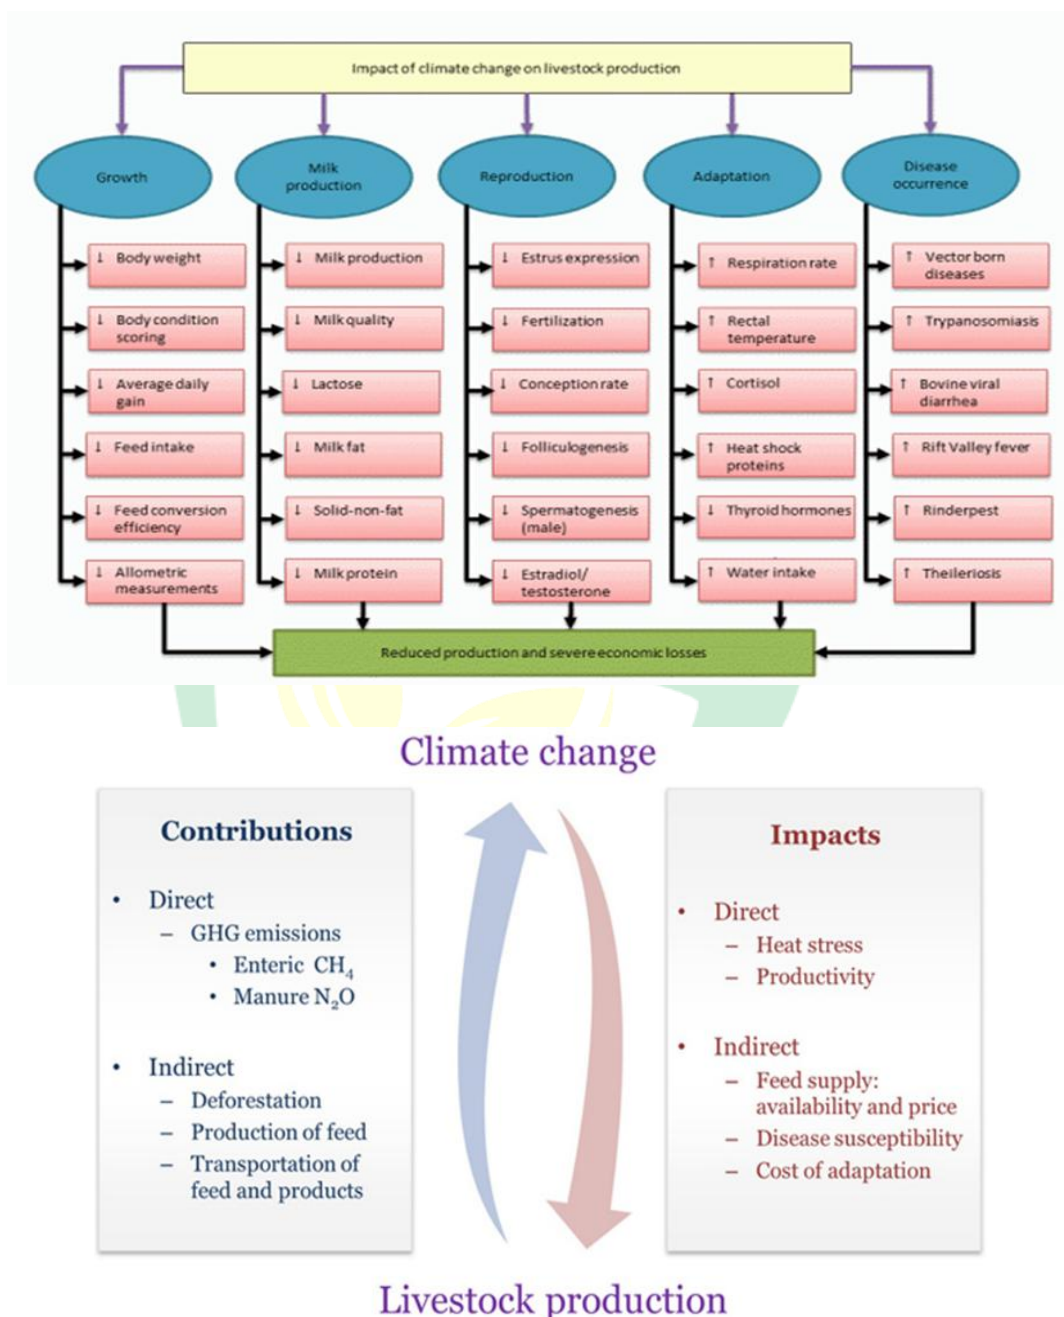 Impact of climate change on livestock production
Growth
Milk
production
Reproduction
Adaptation
Disease
occurrence
↓ Body weight
↓ Body condition
scoring
↓ Average daily
gain
↓ Feed intake
↓ Feed conversion
efficiency
↓ Allometric
measurements
↓ Milk production
↓ Milk quality
↓ Lactose
↓ Milk fat
↓ Solid-non-fat
↓ Milk protein
↓ Estrus expression
↓ Fertilization
↓ Conception rate
↓ Folliculogenesis
↓ Spermatogenesis
(male)
↓ Estradiol/
testosterone
↑ Respiration rate
↑ Rectal
temperature
↑ Cortisol
↑ Heat shock
proteins
↓ Thyroid hormones
↑ Water intake
↑ Vector born
diseases
↑ Trypanosomiasis
↑ Bovine viral
diarrhea
↑ Rift Valley fever
↑ Rinderpest
↑ Theileriosis
Reduced production and severe economic losses
Climate change
Contributions
• Direct
– GHG emissions
• Enteric CH₄
• Manure N₂O
• Indirect
– Deforestation
– Production of feed
– Transportation of
feed and products
Impacts
• Direct
– Heat stress
– Productivity
• Indirect
– Feed supply:
availability and price
– Disease susceptibility
– Cost of adaptation
Livestock production